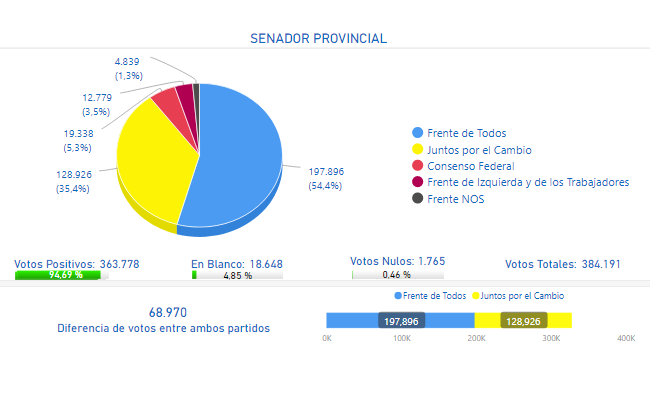 SENADOR PROVINCIAL
4.839
(1,3%)
12.779
(3,5%)
19.338
(5,3%)
128.926
(35,4%)
197.896
(54,4%)
Frente de Todos
Juntos por el Cambio
Consenso Federal
Frente de Izquierda y de los Trabajadores
Frente NOS
Votos Positivos: 363.778
94,69 %
En Blanco: 18.648
4,85 %
Votos Nulos: 1.765
0,46 %
Votos Totales: 384.191
68.970
Diferencia de votos entre ambos partidos
Frente de Todos Juntos por el Cambio
197,896 128,926
0K 100K 200K 300K 400K